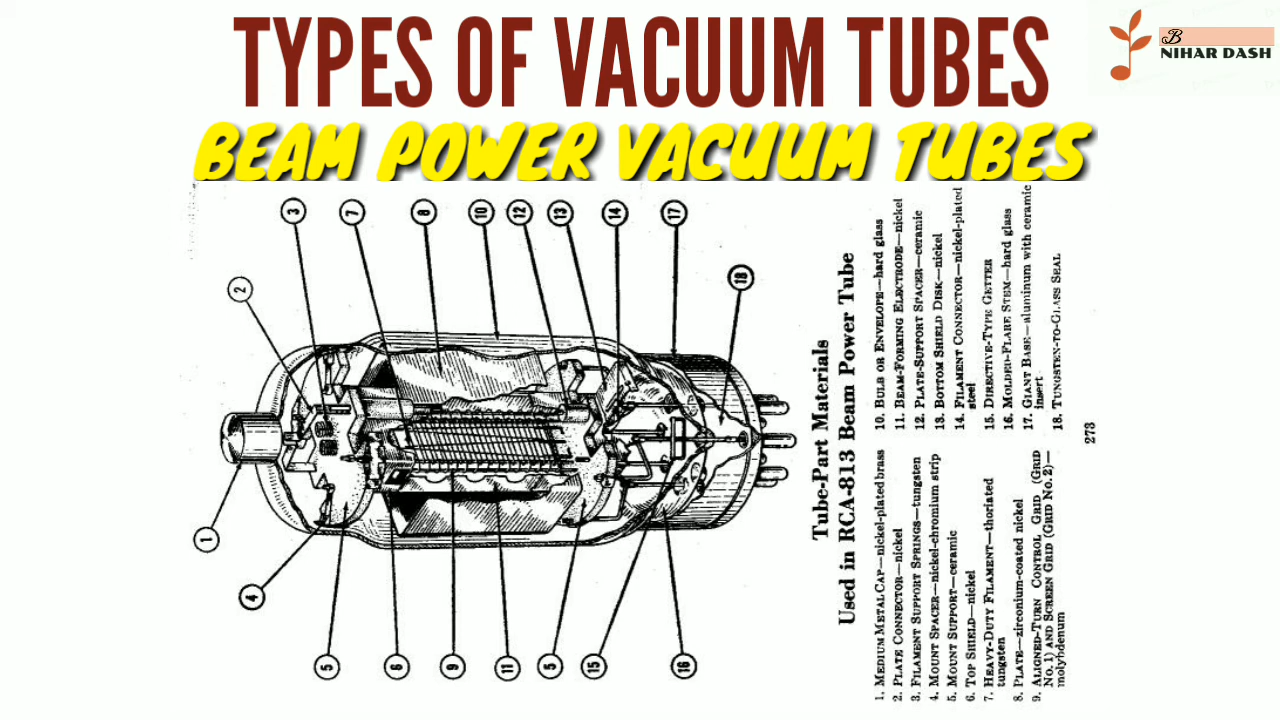 TYPES OF VACUUM TUBES
B
NIHAR DASH
BEAM POWER VACUUM TUBES
3
7
8
10
12
13
14
17
2
18
1
4
5
6
9
11
5
15
16
Tube-Part Materials
Used in RCA-813 Beam Power Tube
1. MEDIUM METAL CAP—nickel-plated brass
2. PLATE CONNECTOR—nickel
3. FILAMENT SUPPORT SPRINGS—tungsten
4. MOUNT SPACER—nickel-chromium strip
5. MOUNT SUPPORT—ceramic
6. TOP SHIELD—nickel
7. HEAVY-DUTY FILAMENT—thoriated
tungsten
8. PLATE—zirconium-coated nickel
9. ALIGNED-TURN CONTROL GRID (GRID
No. 1) AND SCREEN GRID (GRID No. 2)—
molybdenum
10. BULB OR ENVELOPE—hard glass
11. BEAM-FORMING ELECTRODE—nickel
12. PLATE-SUPPORT SPACER—ceramic
13. BOTTOM SHIELD DISK—nickel
14. FILAMENT CONNECTOR—nickel-plated
steel
15. DIRECTIVE-TYPE GETTER
16. MOLDED-FLARE STEM—hard glass
17. GIANT BASE—aluminum with ceramic
insert
18. TUNGSTEN-TO-GLASS SEAL
273